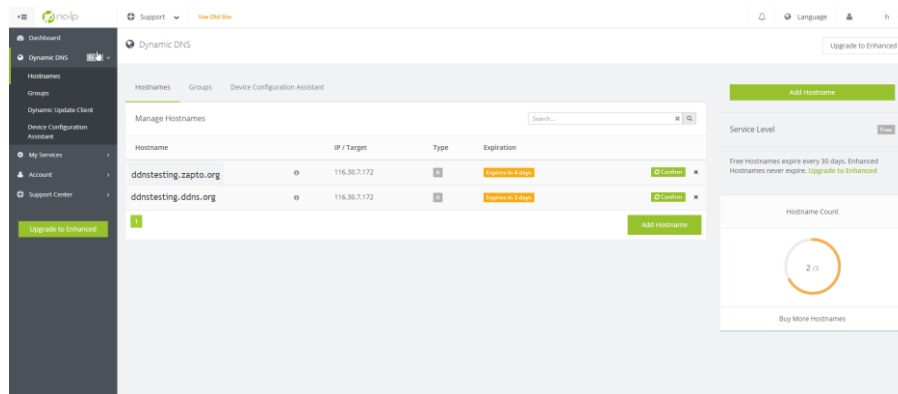 noip
Support
Use Old Site
Language
h
Dashboard
Dynamic DNS
Hostnames
Groups
Dynamic Update Client
Device Configuration
Assistant
My Services
Account
Support Center
Upgrade to Enhanced
Dynamic DNS
Upgrade to Enhanced
Hostnames Groups Device Configuration Assistant
Manage Hostnames
Search...
Hostname IP / Target Type Expiration
ddnstesting.zapto.org 116.30.7.172 A Expires in 4 days Confirm
ddnstesting.ddns.org 116.30.7.172 A Expires in 3 days Confirm
1
Add Hostname
Add Hostname
Service Level Free
Free Hostnames expire every 30 days. Enhanced
Hostnames never expire. Upgrade to Enhanced
Hostname Count
2 /3
Buy More Hostnames